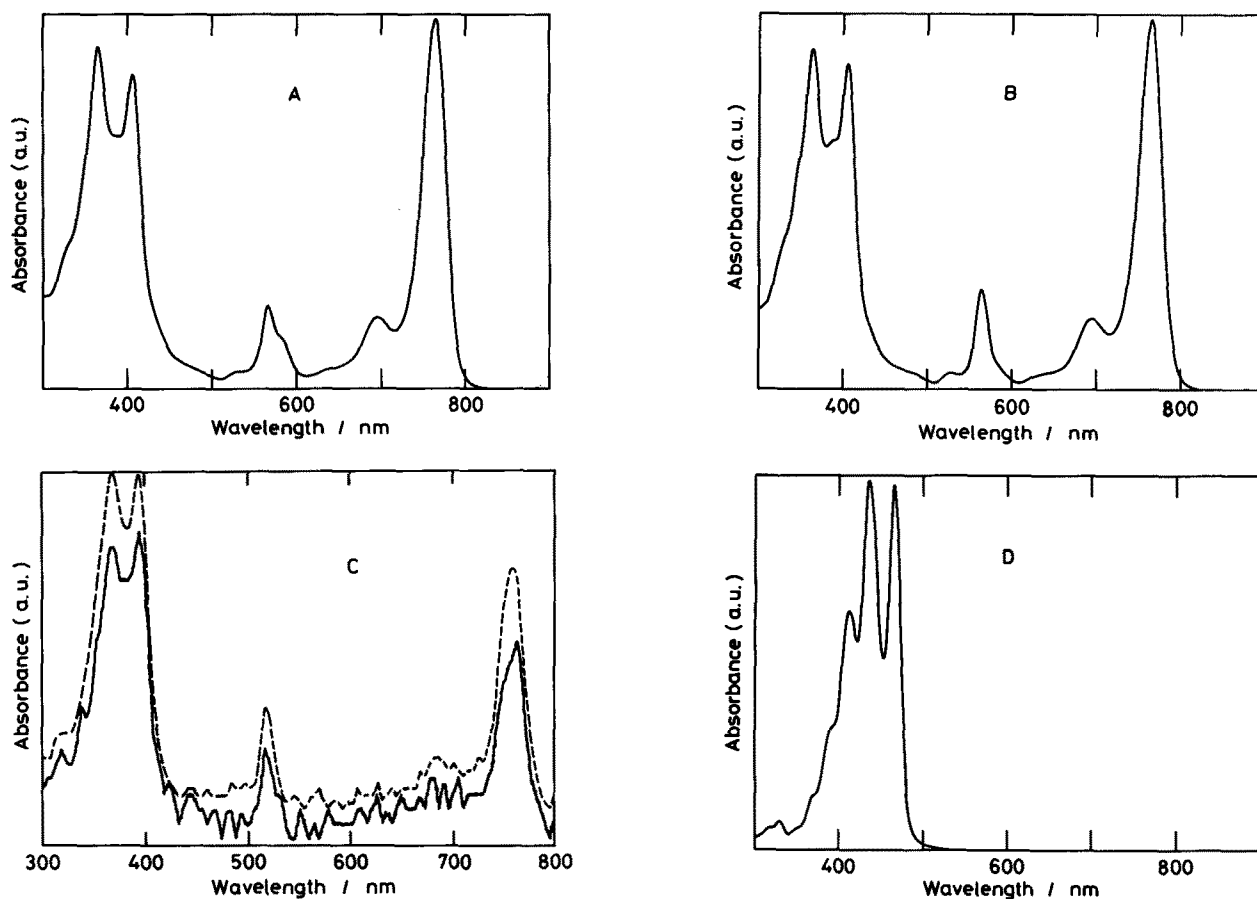 A
Absorbance (a.u.)
400 600 800
Wavelength / nm
B
Absorbance (a.u.)
400 600 800
Wavelength / nm
C
Absorbance (a.u.)
300 400 500 600 700 800
Wavelength / nm
D
Absorbance (a.u.)
400 600 800
Wavelength / nm